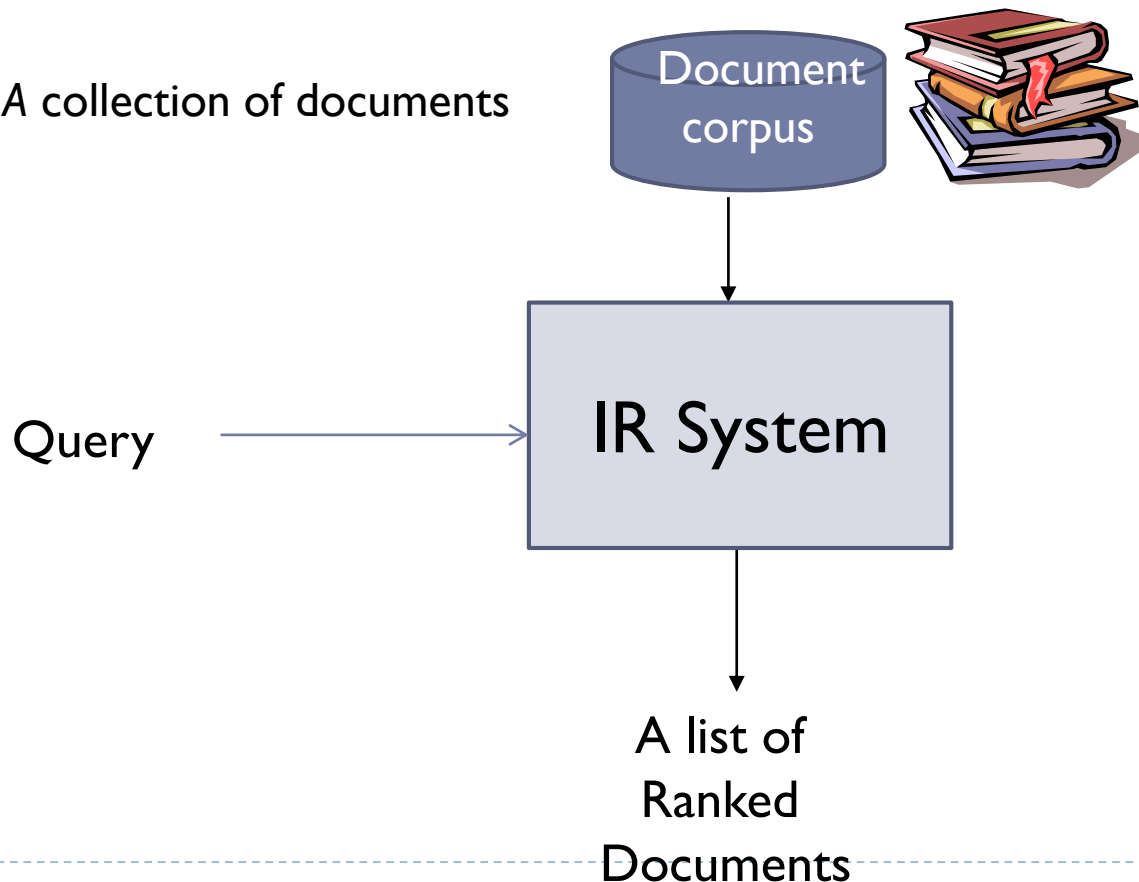 A collection of documents
Document
corpus
Query
IR System
A list of
Ranked
Documents